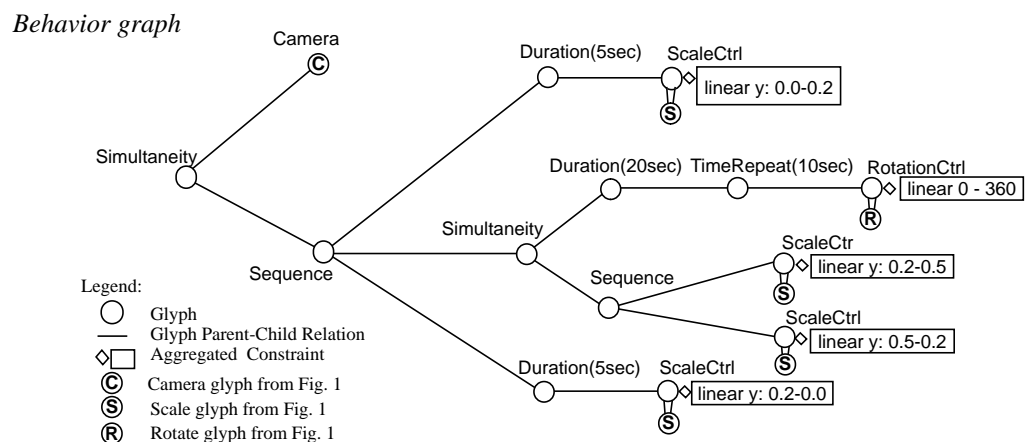 Behavior graph
Camera
C
Duration(5sec)
ScaleCtrl
linear y: 0.0-0.2
S
Simultaneity
Duration(20sec)
TimeRepeat(10sec)
RotationCtrl
linear 0 - 360
R
Simultaneity
ScaleCtr
linear y: 0.2-0.5
S
Sequence
Sequence
ScaleCtrl
linear y: 0.5-0.2
S
Duration(5sec)
ScaleCtrl
linear y: 0.2-0.0
S
Legend:
Glyph
Glyph Parent-Child Relation
Aggregated Constraint
C Camera glyph from Fig. 1
S Scale glyph from Fig. 1
R Rotate glyph from Fig. 1